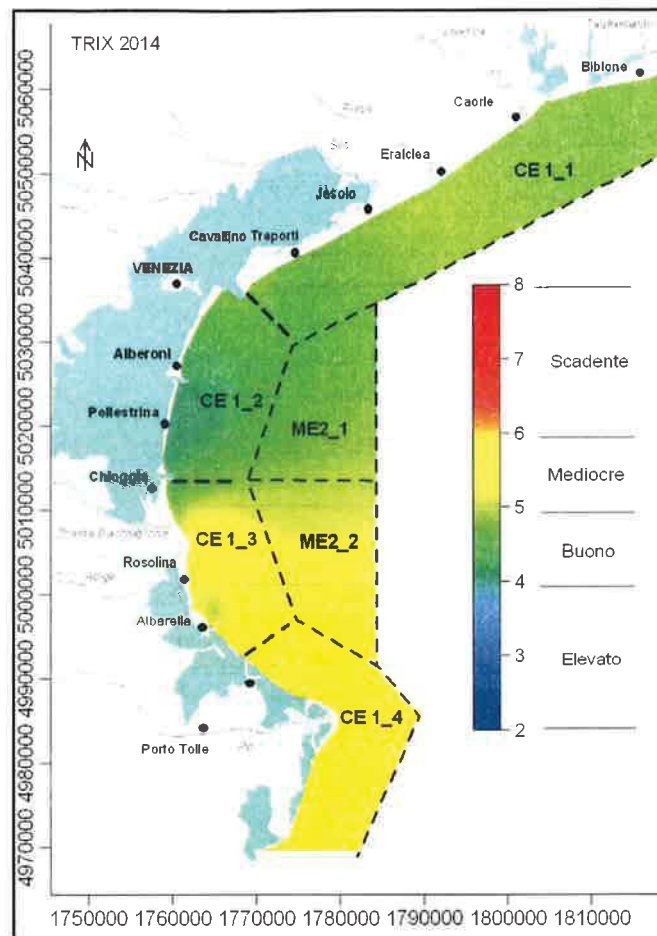 TRIX 2014
Bibione
Caorle
Eraclea
CE 1_1
Jesolo
Cavallino Treporti
VENEZIA
Alberoni
CE 1_2
Pellestrina
ME2_1
Chioggia
CE 1_3
ME2_2
Rosolina
Albarella
CE 1_4
Porto Tolle
Po
N
8
7
6
5
4
3
2
Scadente
Mediocre
Buono
Elevato
5060000
5050000
5040000
5030000
5020000
5010000
5000000
4990000
4980000
4970000
1750000 1760000 1770000 1780000 1790000 1800000 1810000